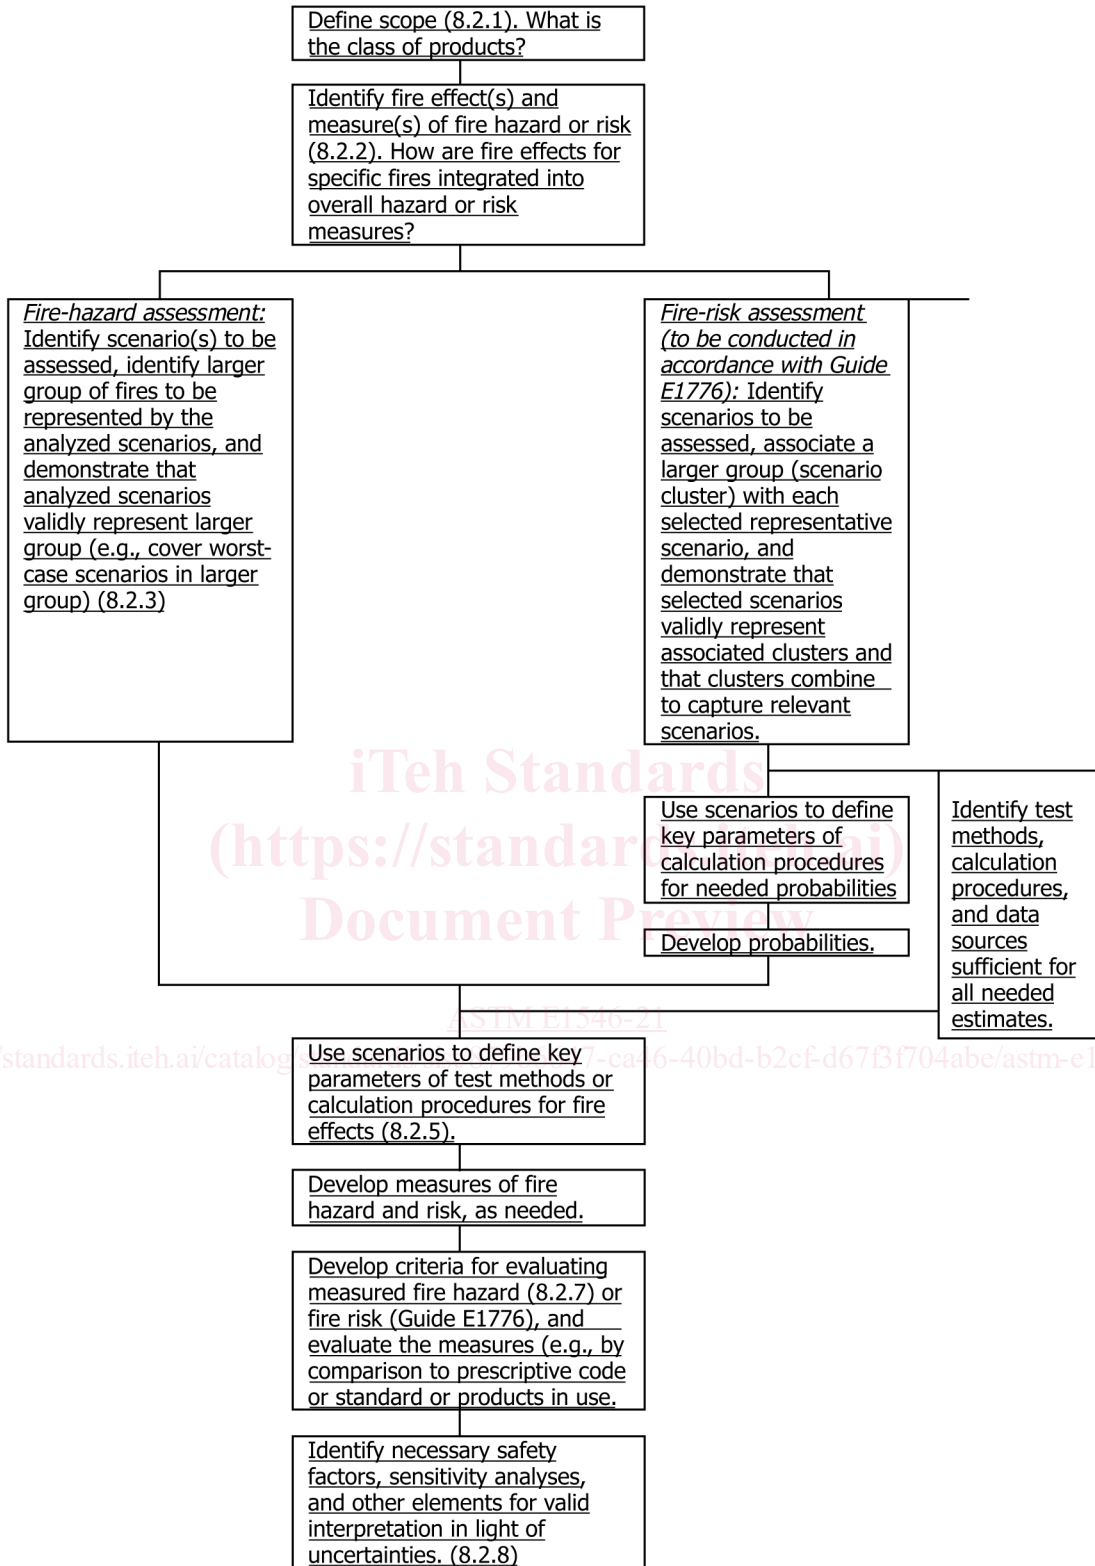 Define scope (8.2.1). What is
the class of products?
Identify fire effect(s) and
measure(s) of fire hazard or risk
(8.2.2). How are fire effects for
specific fires integrated into
overall hazard or risk
measures?
Fire-hazard assessment:
Identify scenario(s) to be
assessed, identify larger
group of fires to be
represented by the
analyzed scenarios, and
demonstrate that
analyzed scenarios
validly represent larger
group (e.g., cover worst-
case scenarios in larger
group) (8.2.3)
Fire-risk assessment
(to be conducted in
accordance with Guide
E1776): Identify
scenarios to be
assessed, associate a
larger group (scenario
cluster) with each
selected representative
scenario, and
demonstrate that
selected scenarios
validly represent
associated clusters and
that clusters combine
to capture relevant
scenarios.
iTeh Standards
(https://standards.iteh.ai)
Document Preview
Use scenarios to define
key parameters of
calculation procedures
for needed probabilities
Develop probabilities.
Identify test
methods,
calculation
procedures,
and data
sources
sufficient for
all needed
estimates.
ASTM E1546-21
/standards.iteh.ai/catalog/ -ca46-40bd-b2cf-d67f3f704abe/astm-e1
Use scenarios to define key
parameters of test methods or
calculation procedures for fire
effects (8.2.5).
Develop measures of fire
hazard and risk, as needed.
Develop criteria for evaluating
measured fire hazard (8.2.7) or
fire risk (Guide E1776), and
evaluate the measures (e.g., by
comparison to prescriptive code
or standard or products in use.
Identify necessary safety
factors, sensitivity analyses,
and other elements for valid
interpretation in light of
uncertainties. (8.2.8)